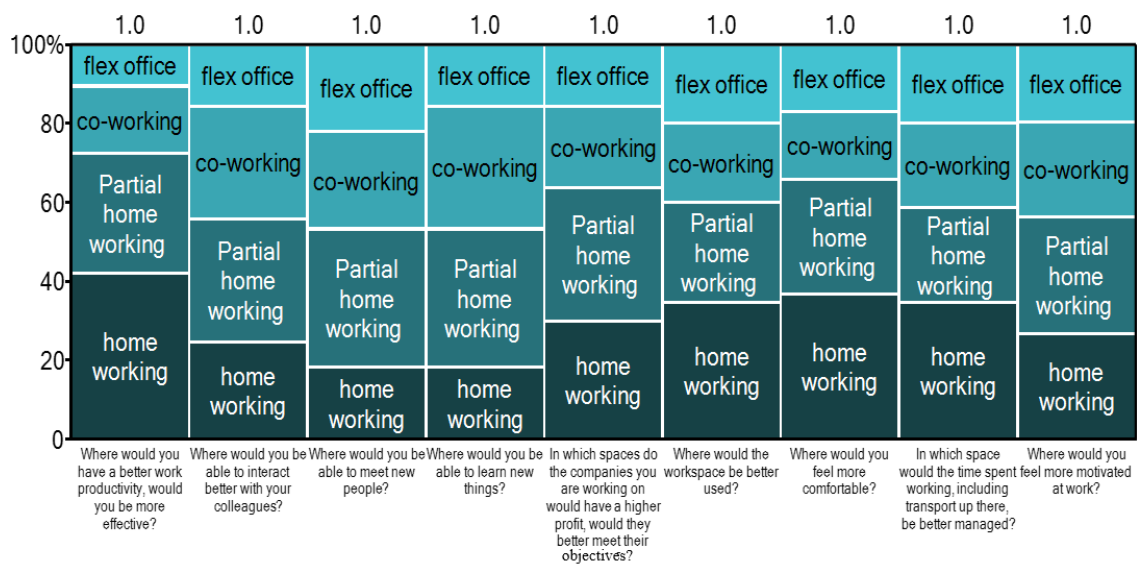 1.0 1.0 1.0 1.0 1.0 1.0 1.0 1.0 1.0
100%
80
60
40
20
0
flex office
co-working
Partial
home
working
home
working
flex office
co-working
Partial
home
working
home
working
flex office
co-working
Partial
home
working
home
working
flex office
co-working
Partial
home
working
home
working
flex office
co-working
Partial
home
working
home
working
flex office
co-working
Partial
home
working
home
working
flex office
co-working
Partial
home
working
home
working
flex office
co-working
Partial
home
working
home
working
flex office
co-working
Partial
home
working
home
working
Where would you
have a better work
productivity, would
you be more
effective?
Where would you be
able to interact
better with your
colleagues?
Where would you be
able to meet new
people?
Where would you be
able to learn new
things?
In which spaces do
the companies you
are working on
would have a higher
profit, would they
better meet their
objectives?
Where would the
workspace be better
used?
Where would you
feel more
comfortable?
In which space
would the time spent
working, including
transport up there,
be better managed?
Where would you
feel more motivated
at work?